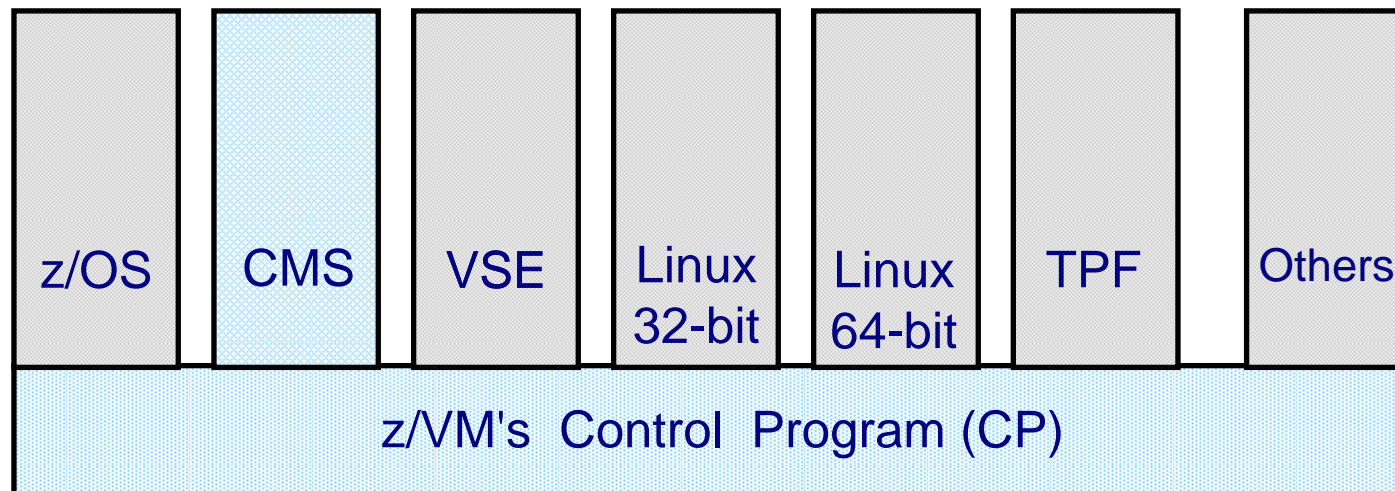 z/OS
CMS
VSE
Linux
32-bit
Linux
64-bit
TPF
Others
z/VM's Control Program (CP)